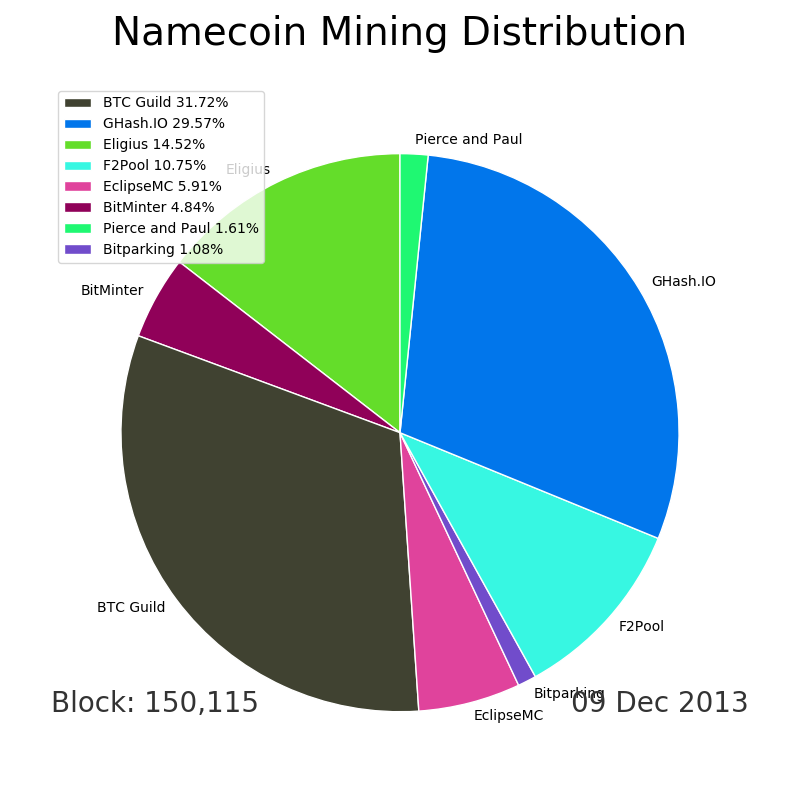 Namecoin Mining Distribution
BTC Guild 31.72%
GHash.IO 29.57%
Eligius 14.52%
F2Pool 10.75%
EclipseMC 5.91%
BitMinter 4.84%
Pierce and Paul 1.61%
Bitparking 1.08%
Pierce and Paul
Eligius
GHash.IO
BitMinter
BTC Guild
F2Pool
Bitparking
EclipseMC
Block: 150,115
09 Dec 2013